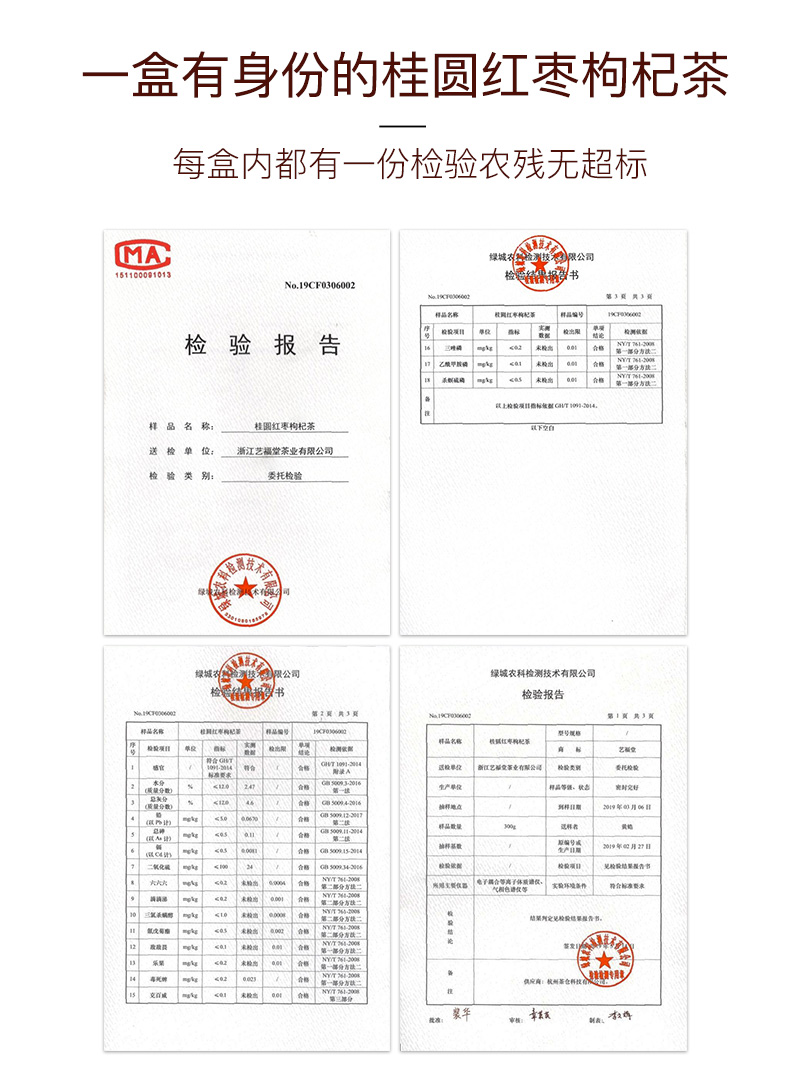 一盒有身份的桂圆红枣枸杞茶
每盒内都有一份检验农残无超标
CMA
151100091013
No.19CF0306002
检 验 报 告
样 品 名 称: 桂圆红枣枸杞茶
送 检 单 位: 浙江艺福堂茶业有限公司
检 验 类 别: 委托检验
绿城农科检测技术有限公司
绿城农科检测技术有限公司
检验结果报告书
No.19CF0306002 第 3 页 共 3 页
样品名称 桂圆红枣枸杞茶 样品编号 19CF0306002
序号 检验项目 单位 指标 实测数据 检出限 单项结论 检测依据
16 三唑磷 mg/kg ≤0.2 未检出 0.01 合格 NY/T 761-2008 第一部分方法二
17 乙酰甲胺磷 mg/kg ≤0.1 未检出 0.01 合格 NY/T 761-2008 第一部分方法二
18 杀螟硫磷 mg/kg ≤0.5 未检出 0.01 合格 NY/T 761-2008 第一部分方法二
备注 以上检验项目指标依据 GH/T 1091-2014。
以下空白
绿城农科检测技术有限公司
检验结果报告书
No.19CF0306002 第 2 页 共 3 页
样品名称 桂圆红枣枸杞茶 样品编号 19CF0306002
序号 检验项目 单位 指标 实测数据 检出限 单项结论 检测依据
1 感官 / 符合 GH/T 1091-2014 标准要求 符合 / 合格 GH/T 1091-2014 附录 A
2 水分(质量分数) % ≤12.0 2.47 / 合格 GB 5009.3-2016 第一法
3 总灰分(质量分数) % ≤12.0 4.6 / 合格 GB 5009.4-2016
4 铅(以 Pb 计) mg/kg ≤5.0 0.0670 / 合格 GB 5009.12-2017 第二法
5 总砷(以 As 计) mg/kg ≤0.5 0.11 / 合格 GB 5009.11-2014 第二法
6 镉(以 Cd 计) mg/kg ≤0.5 0.0081 / 合格 GB 5009.15-2014
7 二氧化硫 mg/kg ≤100 24 / 合格 GB 5009.34-2016
8 六六六 mg/kg ≤0.2 未检出 0.0004 合格 NY/T 761-2008 第二部分方法二
9 滴滴涕 mg/kg ≤0.2 未检出 0.001 合格 NY/T 761-2008 第二部分方法二
10 三氯杀螨醇 mg/kg ≤1.0 未检出 0.0008 合格 NY/T 761-2008 第二部分方法二
11 氰戊菊酯 mg/kg ≤0.5 未检出 0.002 合格 NY/T 761-2008 第二部分方法二
12 敌敌畏 mg/kg ≤0.1 未检出 0.01 合格 NY/T 761-2008 第一部分方法二
13 乐果 mg/kg ≤0.2 未检出 0.01 合格 NY/T 761-2008 第一部分方法二
14 毒死蜱 mg/kg ≤0.2 0.023 / 合格 NY/T 761-2008 第一部分方法二
15 克百威 mg/kg ≤0.1 未检出 0.01 合格 NY/T 761-2008 第三部分
绿城农科检测技术有限公司
检验报告
No.19CF0306002 第 1 页 共 3 页
样品名称 桂圆红枣枸杞茶 型号规格 /
商 标 艺福堂
送检单位 浙江艺福堂茶业有限公司 检验类别 委托检验
生产单位 / 样品等级、状态 密封完好
抽样地点 / 到样日期 2019 年 03 月 06 日
样品数量 300g 送样者 黄皓
抽样基数 / 原编号或生产日期 2019 年 02 月 27 日
检验依据 / 检验项目 见检验结果报告书
所用主要仪器 电子耦合等离子体质谱仪、气相色谱仪等 实验环境条件 符合标准要求
检验结论 结果判定见检验结果报告书。
备注 供应商：杭州茶仓科技有限公司。
批准: 审核: 制表: